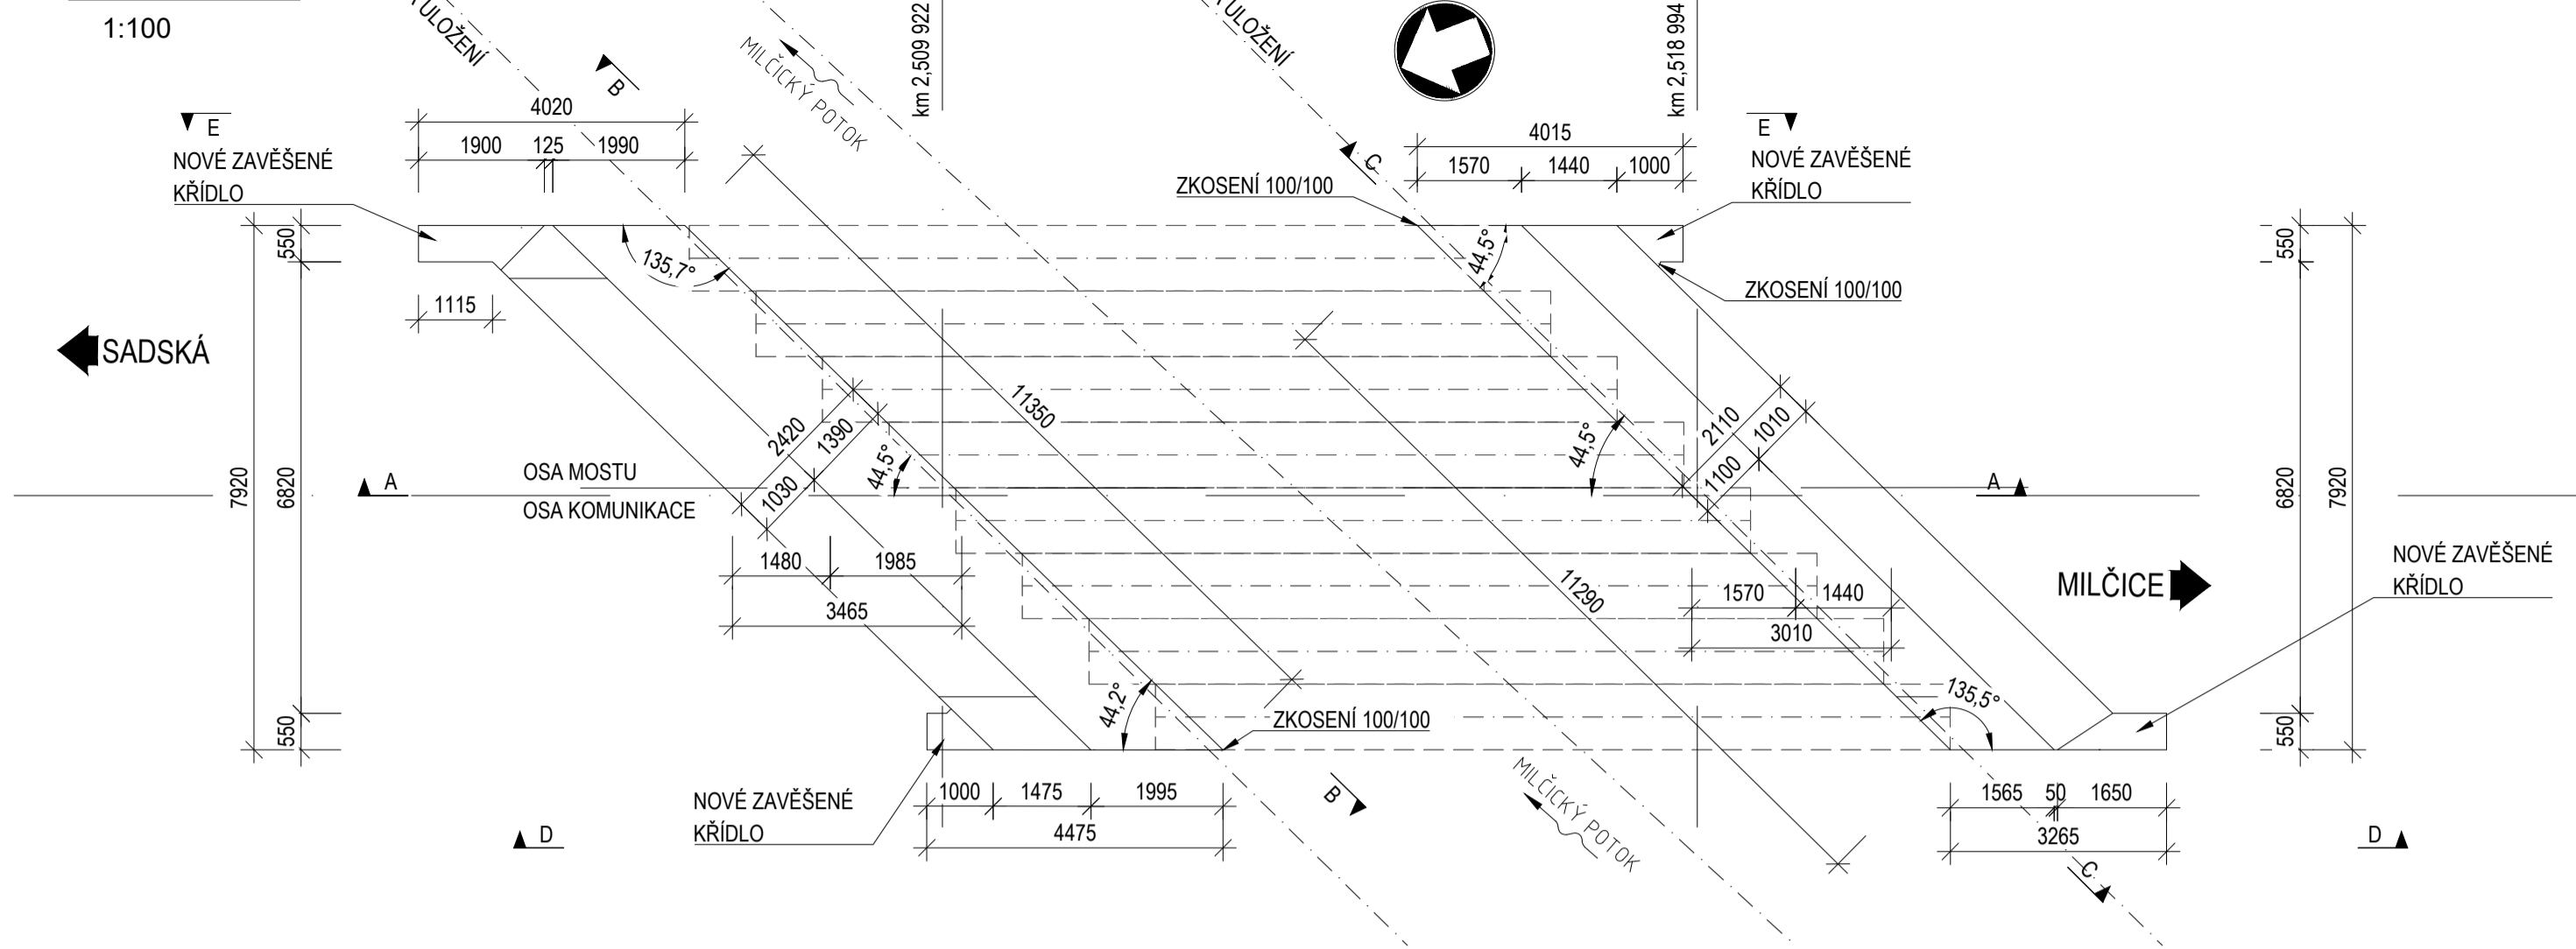 1:100
ULOŽENÍ
B
MILČICKÝ POTOK
km 2,509 922
ULOŽENÍ
km 2,518 994
C
E
4020
1900 125 1990
NOVÉ ZAVĚŠENÉ
KŘÍDLO
4015
1570 1440 1000
E
NOVÉ ZAVĚŠENÉ
KŘÍDLO
ZKOSENÍ 100/100
550
135,7°
44,5°
550
ZKOSENÍ 100/100
1115
SADSKÁ
11350
7920
6820
2420
1390
1030
44,5°
44,5°
2110
1010
1100
A
OSA MOSTU
OSA KOMUNIKACE
A
6820
7920
1480 1985
3465
11290
1570 1440
3010
MILČICE
NOVÉ ZAVĚŠENÉ
KŘÍDLO
550
44,2°
ZKOSENÍ 100/100
135,5°
550
NOVÉ ZAVĚŠENÉ
KŘÍDLO
1000 1475 1995
4475
B
MILČICKÝ POTOK
1565 50 1650
3265
D
D
C